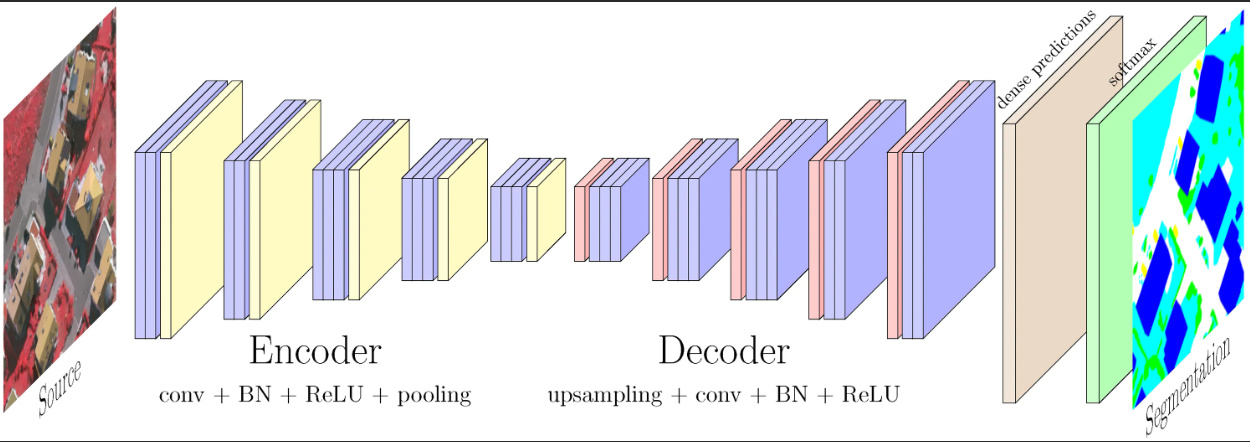 Source
Encoder
conv + BN + ReLU + pooling
Decoder
upsampling + conv + BN + ReLU
dense predictions
softmax
Segmentation